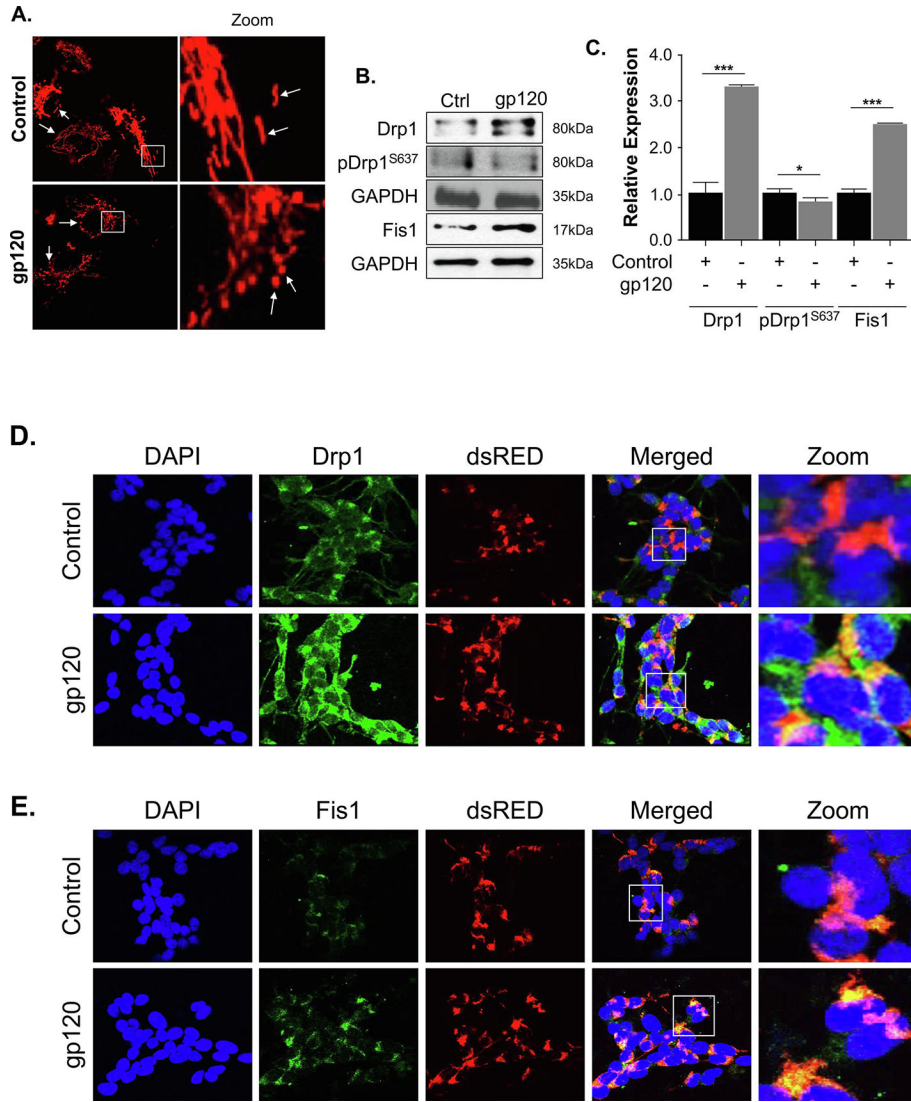 A.
Zoom
Control
gp120
B.
Ctrl gp120
Drp1 80kDa
pDrp1S637 80kDa
GAPDH 35kDa
Fis1 17kDa
GAPDH 35kDa
C.
Relative Expression
4.0
3.0
2.0
1.0
0.0
***
*
***
Control + - + - + -
gp120 - + - + - +
Drp1 pDrp1S637 Fis1
D.
DAPI Drp1 dsRED Merged Zoom
Control
gp120
E.
DAPI Fis1 dsRED Merged Zoom
Control
gp120